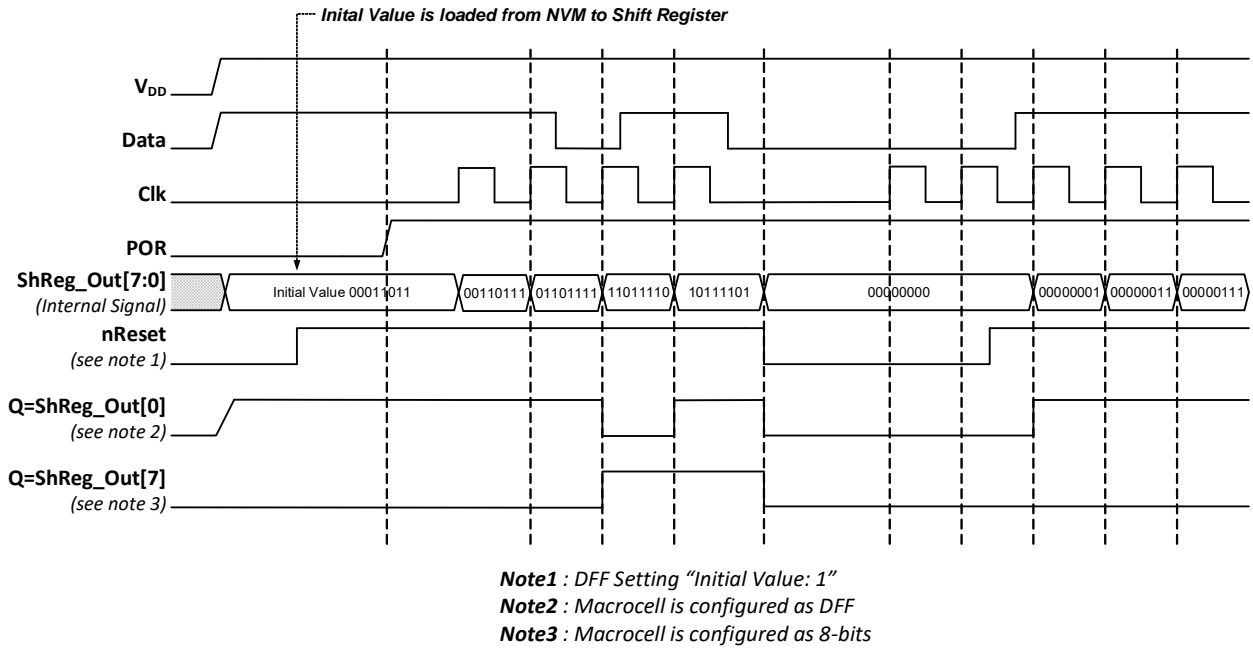 Inital Value is loaded from NVM to Shift Register
VDD
Data
Clk
POR
ShReg_Out[7:0]
(Internal Signal)
Initial Value 00011011
00110111
01101111
11011110
10111101
00000000
00000001
00000011
00000111
nReset
(see note 1)
Q=ShReg_Out[0]
(see note 2)
Q=ShReg_Out[7]
(see note 3)
Note1 : DFF Setting “Initial Value: 1”
Note2 : Macrocell is configured as DFF
Note3 : Macrocell is configured as 8-bits